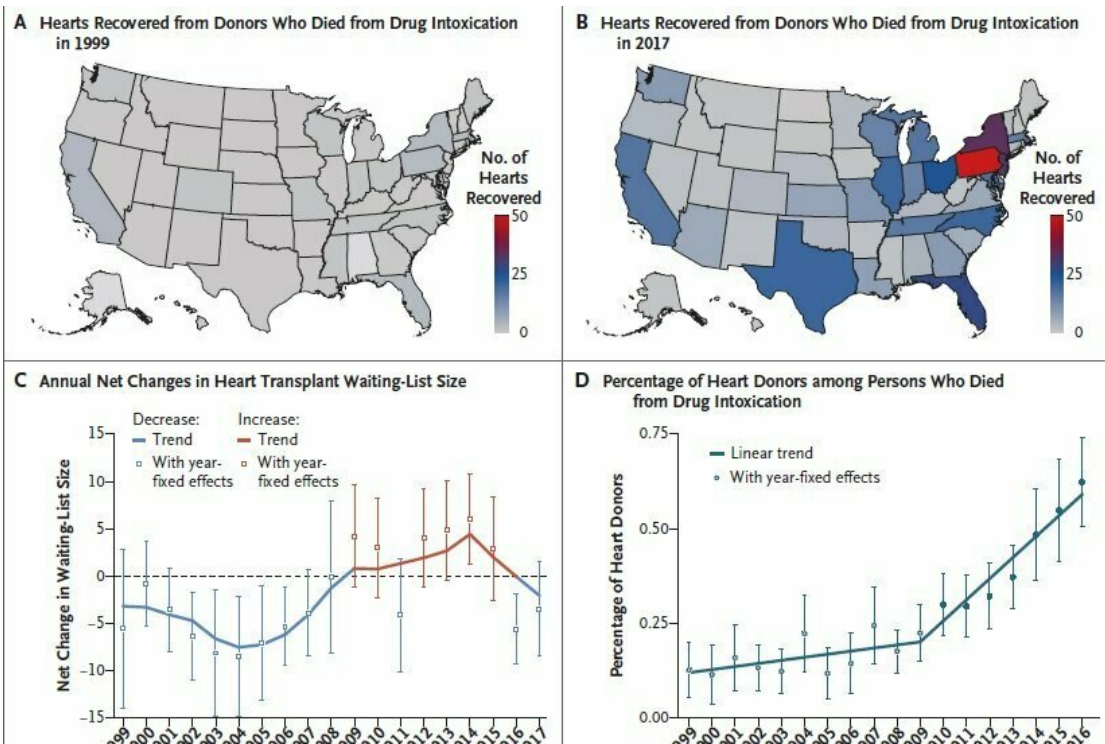 A Hearts Recovered from Donors Who Died from Drug Intoxication
in 1999
No. of
Hearts
Recovered
50
25
0
B Hearts Recovered from Donors Who Died from Drug Intoxication
in 2017
No. of
Hearts
Recovered
50
25
0
C Annual Net Changes in Heart Transplant Waiting-List Size
Decrease:
Trend
With year-
fixed effects
Increase:
Trend
With year-
fixed effects
Net Change in Waiting-List Size
15
10
5
0
−5
−10
−15
D Percentage of Heart Donors among Persons Who Died
from Drug Intoxication
Linear trend
With year-fixed effects
Percentage of Heart Donors
0.75
0.50
0.25
0.00